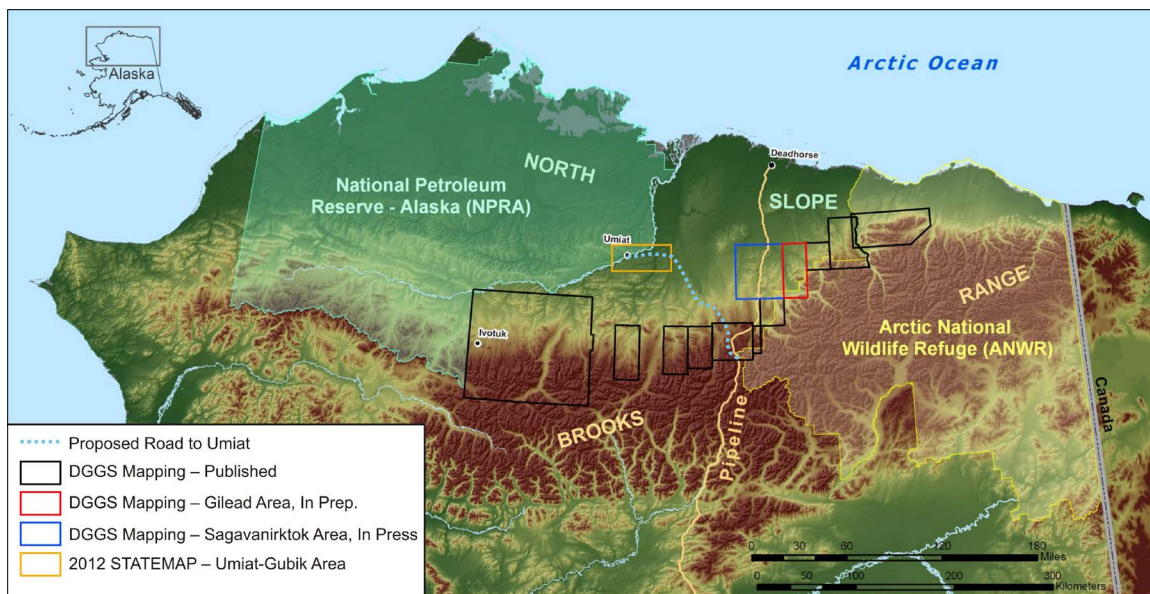 Alaska
Arctic Ocean
Deadhorse
NORTH
SLOPE
National Petroleum
Reserve - Alaska (NPRA)
Umiat
RANGE
Ivotuk
Arctic National
Wildlife Refuge (ANWR)
Canada
BROOKS
Pipeline
Proposed Road to Umiat
DGGS Mapping – Published
DGGS Mapping – Gilead Area, In Prep.
DGGS Mapping – Sagavanirktok Area, In Press
2012 STATEMAP – Umiat-Gubik Area
0 30 60 120 180
Miles
0 50 100 200 300
Kilometers